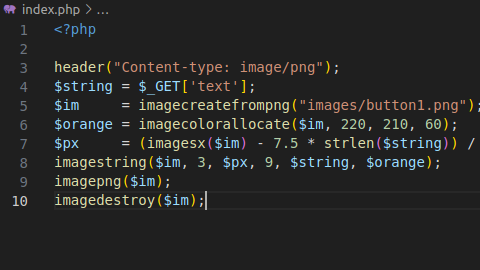 index.php > ...
1 <?php
2
3 header("Content-type: image/png");
4 $string = $_GET['text'];
5 $im     = imagecreatefrompng("images/button1.png");
6 $orange = imagecolorallocate($im, 220, 210, 60);
7 $px     = (imagesx($im) - 7.5 * strlen($string)) /
8 imagestring($im, 3, $px, 9, $string, $orange);
9 imagepng($im);
10 imagedestroy($im);